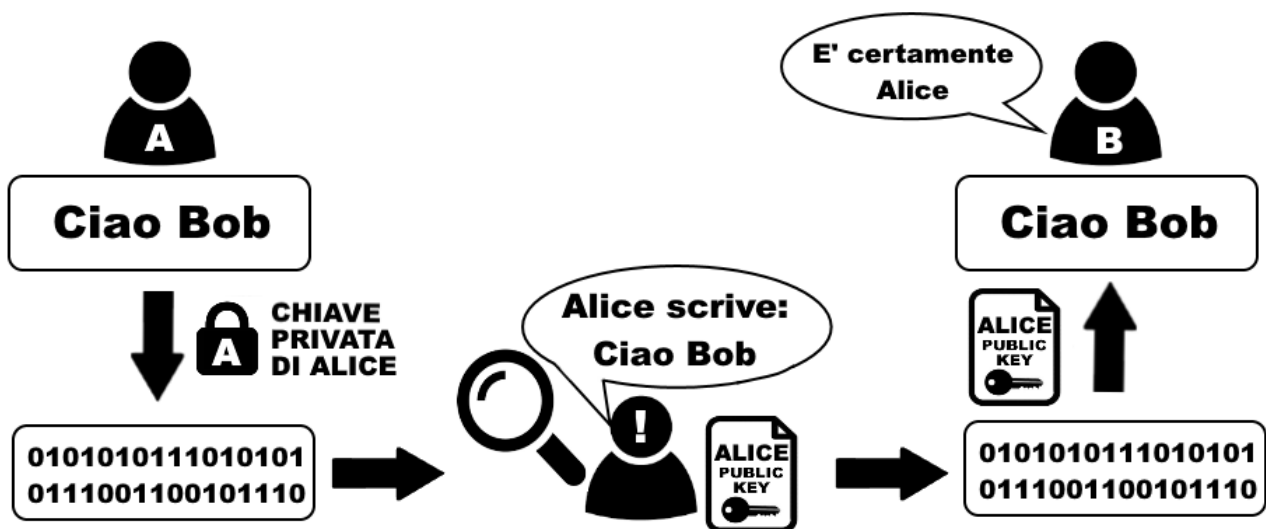 E' certamente
Alice
A
B
Ciao Bob
Ciao Bob
A
CHIAVE
PRIVATA
DI ALICE
Alice scrive:
Ciao Bob
!
ALICE
PUBLIC
KEY
ALICE
PUBLIC
KEY
0101010111010101
0111001100101110
0101010111010101
0111001100101110